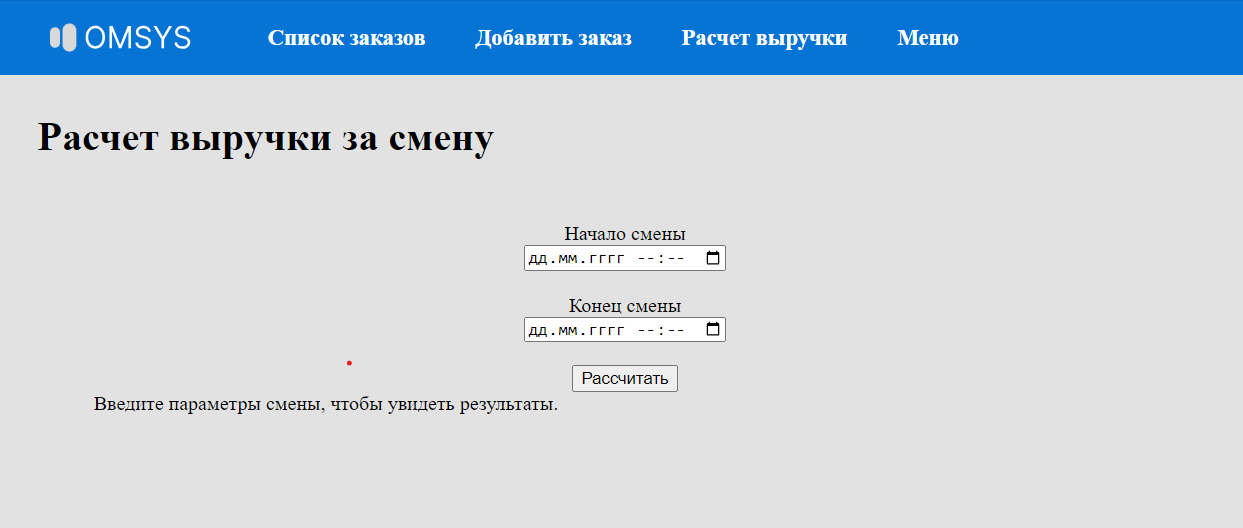 OMSYS Список заказов Добавить заказ Расчет выручки Меню
Расчет выручки за смену
Начало смены
дд.мм.гггг --:--
Конец смены
дд.мм.гггг --:--
Рассчитать
Введите параметры смены, чтобы увидеть результаты.